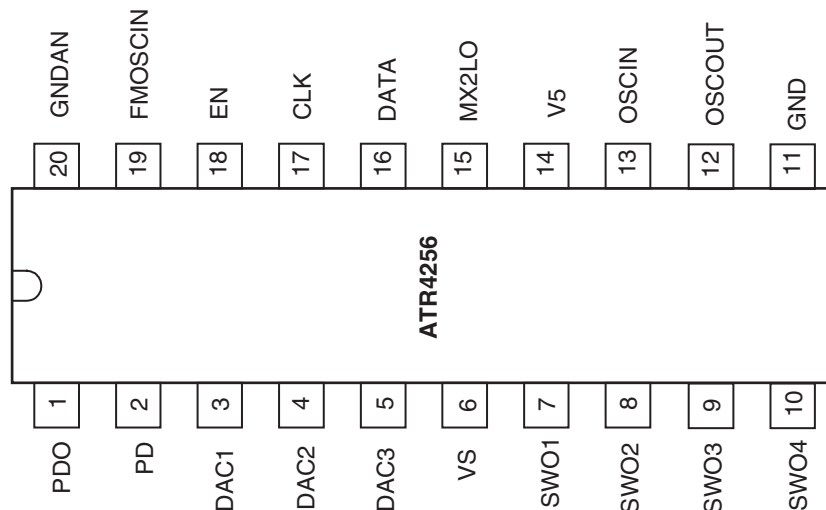 GNDAN
FMOSCIN
EN
CLK
DATA
MX2LO
V5
OSCIN
OSCOUT
GND
20
19
18
17
16
15
14
13
12
11
ATR4256
1
2
3
4
5
6
7
8
9
10
PDO
PD
DAC1
DAC2
DAC3
VS
SWO1
SWO2
SWO3
SWO4